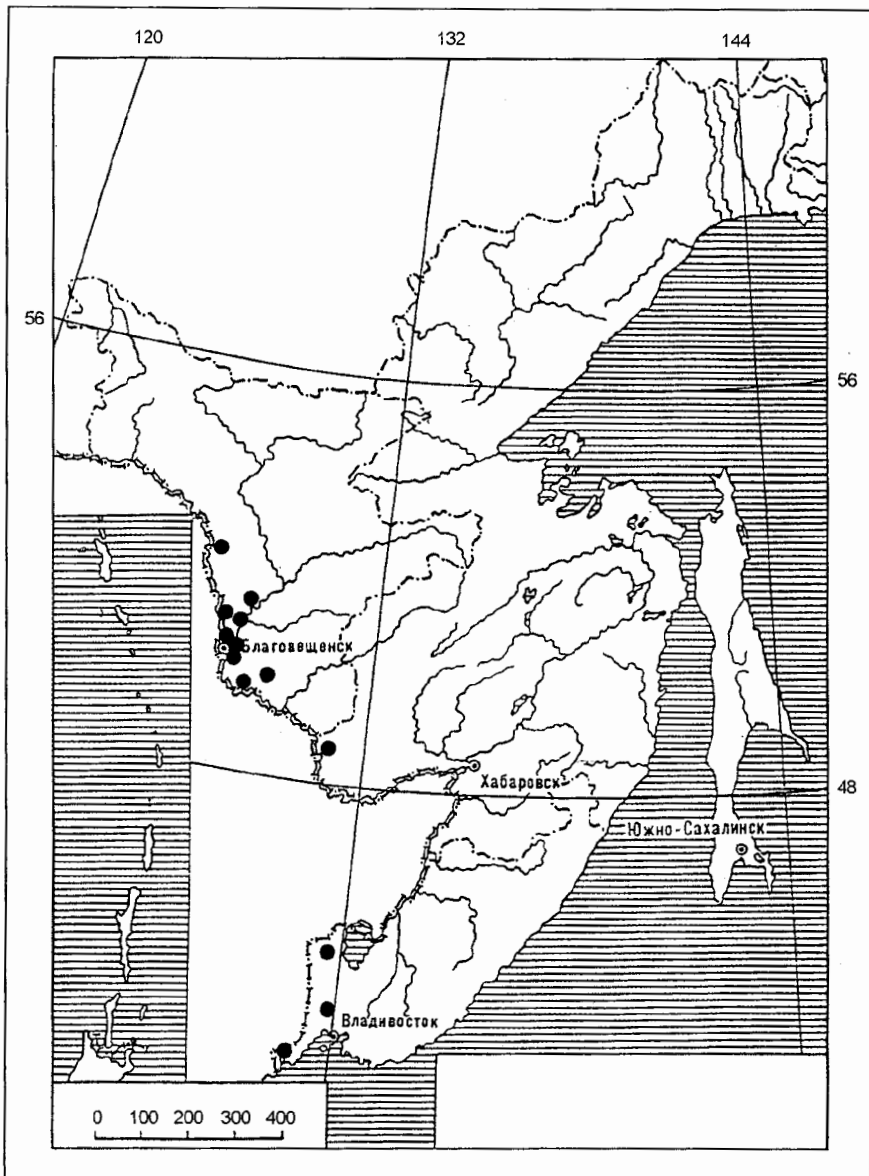 120 132 144
56
56
Благовещенск
Хабаровск
48
Южно-Сахалинск
Владивосток
0 100 200 300 400